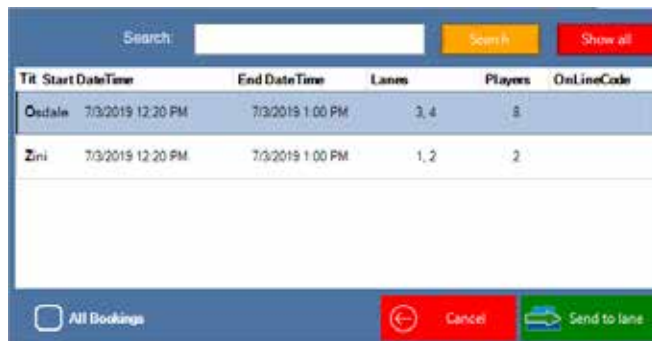 Search: Search Show all
Tit Start DateTime End DateTime Lanes Players OnLineCode
Osdale 7/3/2019 12:20 PM 7/3/2019 1:00 PM 3, 4 8
Zini 7/3/2019 12:20 PM 7/3/2019 1:00 PM 1, 2 2
All Bookings Cancel Send to lane